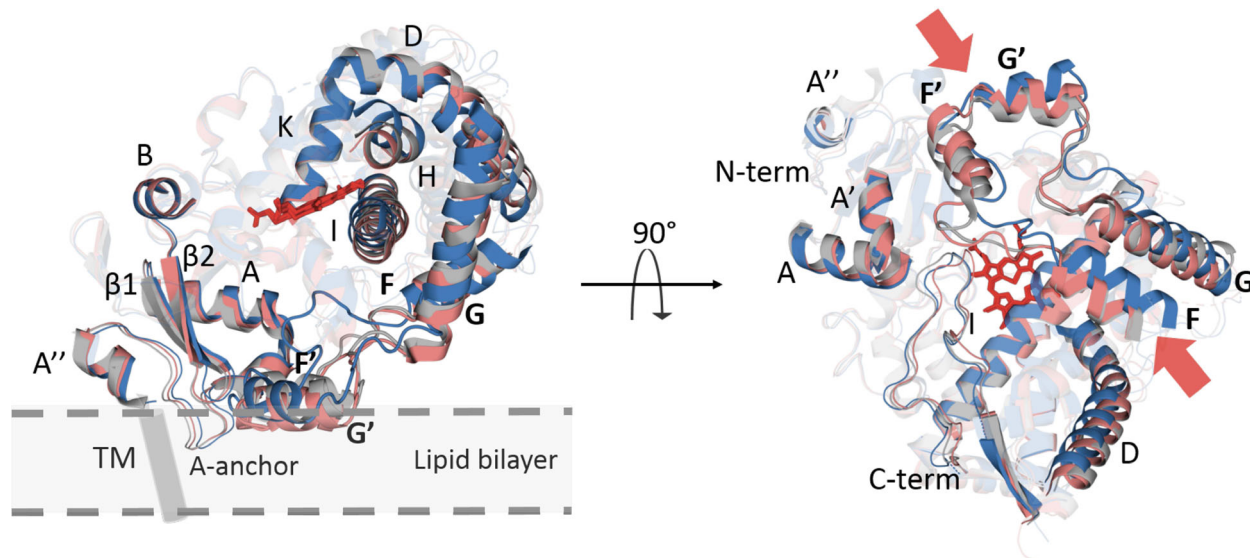 D
K
B
H
I
β2
β1
A
F
G
A''
F'
G'
TM
A-anchor
Lipid bilayer
90°
G'
A''
F'
N-term
A'
A
G
I
F
D
C-term